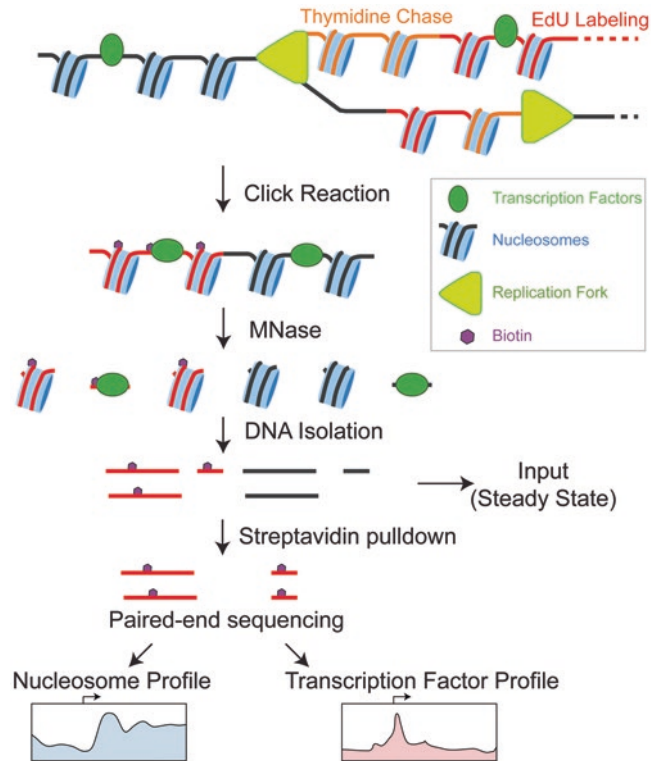 Thymidine Chase
EdU Labeling
Click Reaction
Transcription Factors
Nucleosomes
Replication Fork
Biotin
MNase
DNA Isolation
Input
(Steady State)
Streptavidin pulldown
Paired-end sequencing
Nucleosome Profile
Transcription Factor Profile